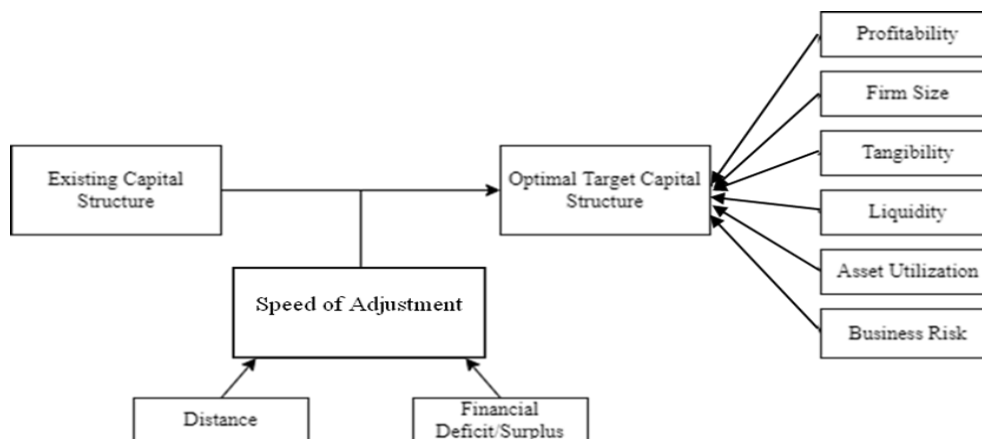 Profitability
Firm Size
Tangibility
Existing Capital
Structure
Optimal Target Capital
Structure
Liquidity
Asset Utilization
Speed of Adjustment
Business Risk
Distance
Financial
Deficit/Surplus